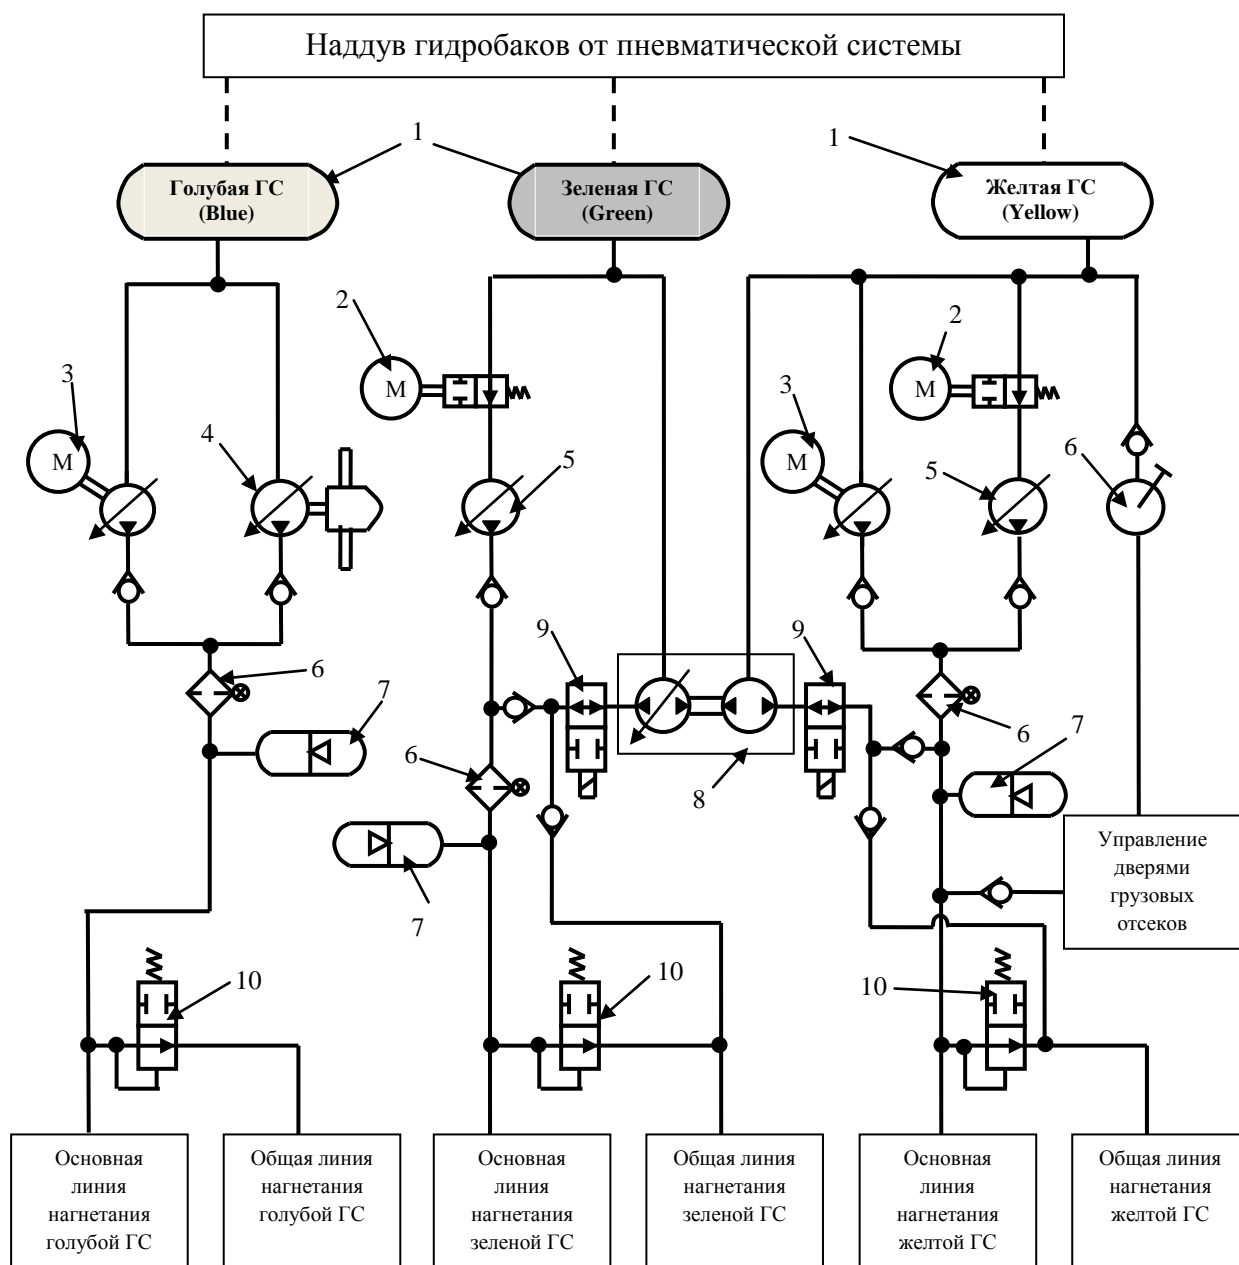 Наддув гидробаков от пневматической системы
1
1
Голубая ГС
(Blue)
Зеленая ГС
(Green)
Желтая ГС
(Yellow)
2
2
3
М
М
3
М
4
5
М
6
5
9
9
6
7
6
8
6
7
7
Управление
дверями
грузовых
отсеков
10
10
10
Основная
линия
нагнетания
голубой ГС
Общая линия
нагнетания
голубой ГС
Основная
линия
нагнетания
зеленой ГС
Общая линия
нагнетания
зеленой ГС
Основная
линия
нагнетания
желтой ГС
Общая линия
нагнетания
желтой ГС